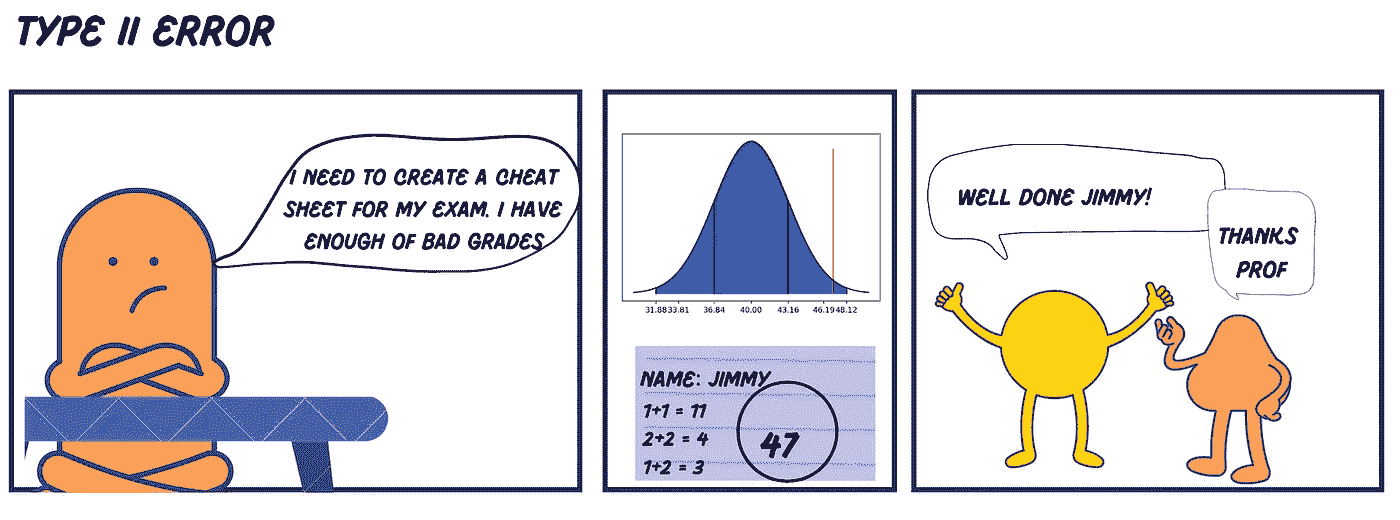 TYPE II ERROR
I NEED TO CREATE A CHEAT
SHEET FOR MY EXAM. I HAVE
ENOUGH OF BAD GRADES
31.88 33.81 36.84 40.00 43.16 46.19 48.12
NAME: JIMMY
1+1 = 11
2+2 = 4
1+2 = 3
47
WELL DONE JIMMY!
THANKS
PROF